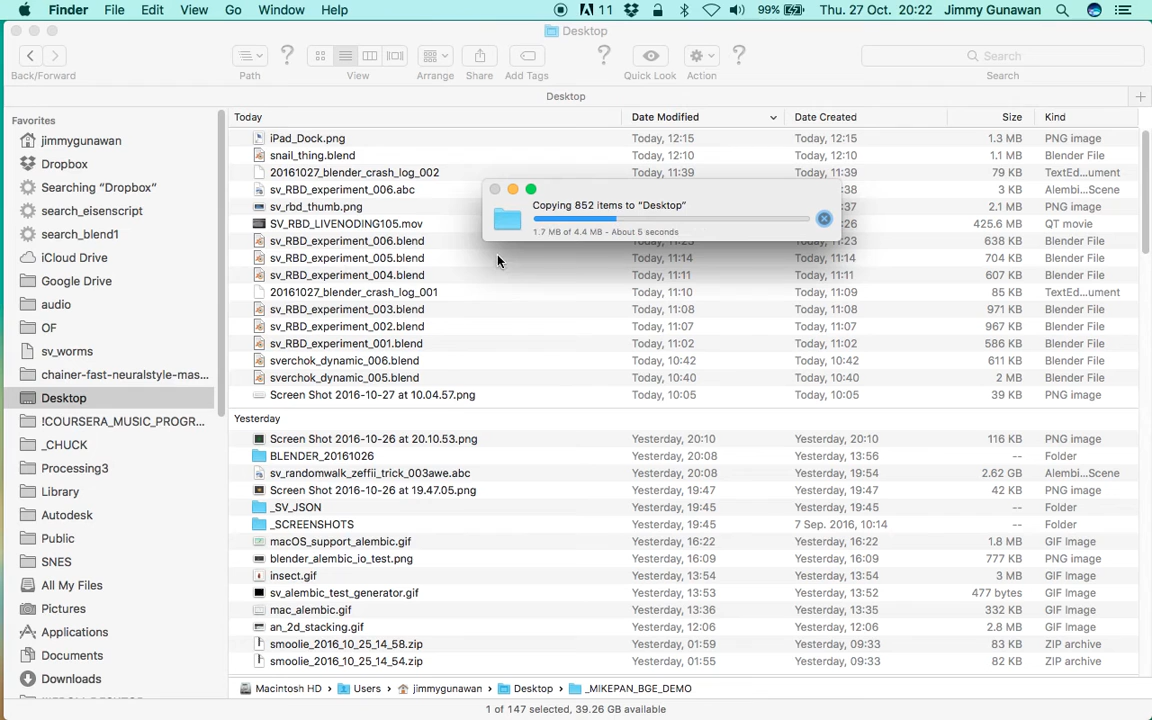 Finder File Edit View Go Window Help 11 99% Thu. 27 Oct. 20:22 Jimmy Gunawan
Desktop
Search
Back/Forward Path View Arrange Share Add Tags Quick Look Action Search
Desktop
Favorites
jimmygunawan
Dropbox
Searching “Dropbox”
search_eisenscript
search_blend1
iCloud Drive
Google Drive
audio
OF
sv_worms
chainer-fast-neuralstyle-mas...
Desktop
!COURSERA_MUSIC_PROGR...
_CHUCK
Processing3
Library
Autodesk
Public
SNES
All My Files
Pictures
Applications
Documents
Downloads
Today Date Modified Date Created Size Kind
iPad_Dock.png Today, 12:15 Today, 12:15 1.3 MB PNG image
snail_thing.blend Today, 12:10 Today, 12:10 1.1 MB Blender File
20161027_blender_crash_log_002 Today, 11:39 Today, 11:39 79 KB TextEd...ument
sv_RBD_experiment_006.abc :38 3 KB Alembi...Scene
sv_rbd_thumb.png :37 2.1 MB PNG image
SV_RBD_LIVENODING105.mov 425.6 MB QT movie
sv_RBD_experiment_006.blend Today, 11:23 Today, 11:23 638 KB Blender File
sv_RBD_experiment_005.blend Today, 11:14 Today, 11:14 704 KB Blender File
sv_RBD_experiment_004.blend Today, 11:11 Today, 11:11 607 KB Blender File
20161027_blender_crash_log_001 Today, 11:10 Today, 11:09 85 KB TextEd...ument
sv_RBD_experiment_003.blend Today, 11:08 Today, 11:08 971 KB Blender File
sv_RBD_experiment_002.blend Today, 11:07 Today, 11:07 967 KB Blender File
sv_RBD_experiment_001.blend Today, 11:02 Today, 11:02 586 KB Blender File
sverchok_dynamic_006.blend Today, 10:42 Today, 10:42 611 KB Blender File
sverchok_dynamic_005.blend Today, 10:40 Today, 10:40 2 MB Blender File
Screen Shot 2016-10-27 at 10.04.57.png Today, 10:05 Today, 10:05 39 KB PNG image
Yesterday
Screen Shot 2016-10-26 at 20.10.53.png Yesterday, 20:10 Yesterday, 20:10 116 KB PNG image
BLENDER_20161026 Yesterday, 20:08 Yesterday, 13:56 -- Folder
sv_randomwalk_zeffii_trick_003awe.abc Yesterday, 20:08 Yesterday, 19:54 2.62 GB Alembi...Scene
Screen Shot 2016-10-26 at 19.47.05.png Yesterday, 19:47 Yesterday, 19:47 42 KB PNG image
_SV_JSON Yesterday, 19:45 Yesterday, 19:45 -- Folder
_SCREENSHOTS Yesterday, 19:45 7 Sep. 2016, 10:14 -- Folder
macOS_support_alembic.gif Yesterday, 16:22 Yesterday, 16:22 1.8 MB GIF Image
blender_alembic_io_test.png Yesterday, 16:09 Yesterday, 16:09 777 KB PNG image
insect.gif Yesterday, 13:54 Yesterday, 13:54 3 MB GIF Image
sv_alembic_test_generator.gif Yesterday, 13:53 Yesterday, 13:52 477 bytes GIF Image
mac_alembic.gif Yesterday, 13:36 Yesterday, 13:35 332 KB GIF Image
an_2d_stacking.gif Yesterday, 12:06 Yesterday, 12:06 2.8 MB GIF Image
smoolie_2016_10_25_14_58.zip Yesterday, 01:59 Yesterday, 09:33 83 KB ZIP archive
smoolie_2016_10_25_14_54.zip Yesterday, 01:55 Yesterday, 09:33 82 KB ZIP archive
Copying 852 items to “Desktop”
1.7 MB of 4.4 MB - About 5 seconds
Macintosh HD Users jimmygunawan Desktop _MIKEPAN_BGE_DEMO
1 of 147 selected, 39.26 GB available